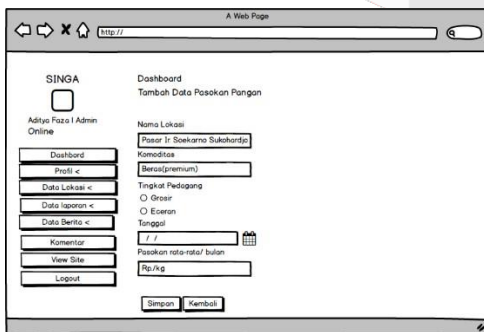 A Web Page
http://
SINGA
Aditya Faza I Admin
Online
Dashbord
Profil <
Data Lokasi <
Data laporan <
Data Berita <
Komentar
View Site
Logout
Dashboard
Tambah Data Pasokan Pangan
Nama Lokasi
Pasar Ir Soekarno Sukohardjo
Komoditas
Beras(premium)
Tingkat Pedagang
Grosir
Eceran
Tanggal
/ /
Pasokan rata-rata/ bulan
Rp/kg
Simpan Kembali